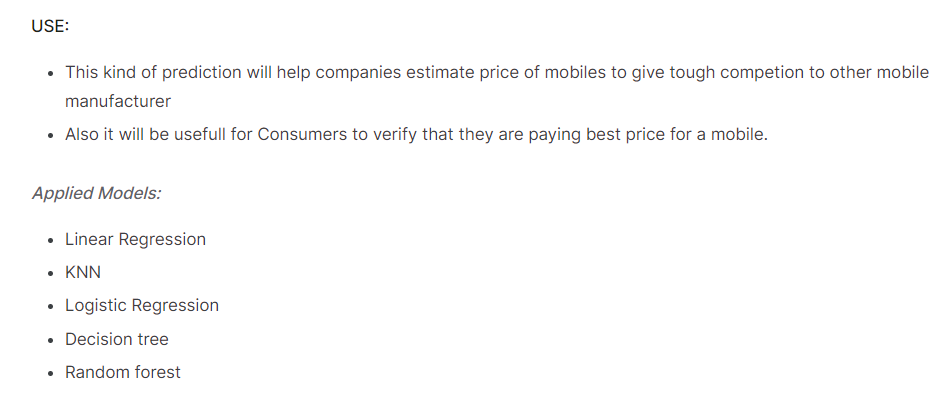 USE:
• This kind of prediction will help companies estimate price of mobiles to give tough competion to other mobile
manufacturer
• Also it will be usefull for Consumers to verify that they are paying best price for a mobile.
Applied Models:
• Linear Regression
• KNN
• Logistic Regression
• Decision tree
• Random forest